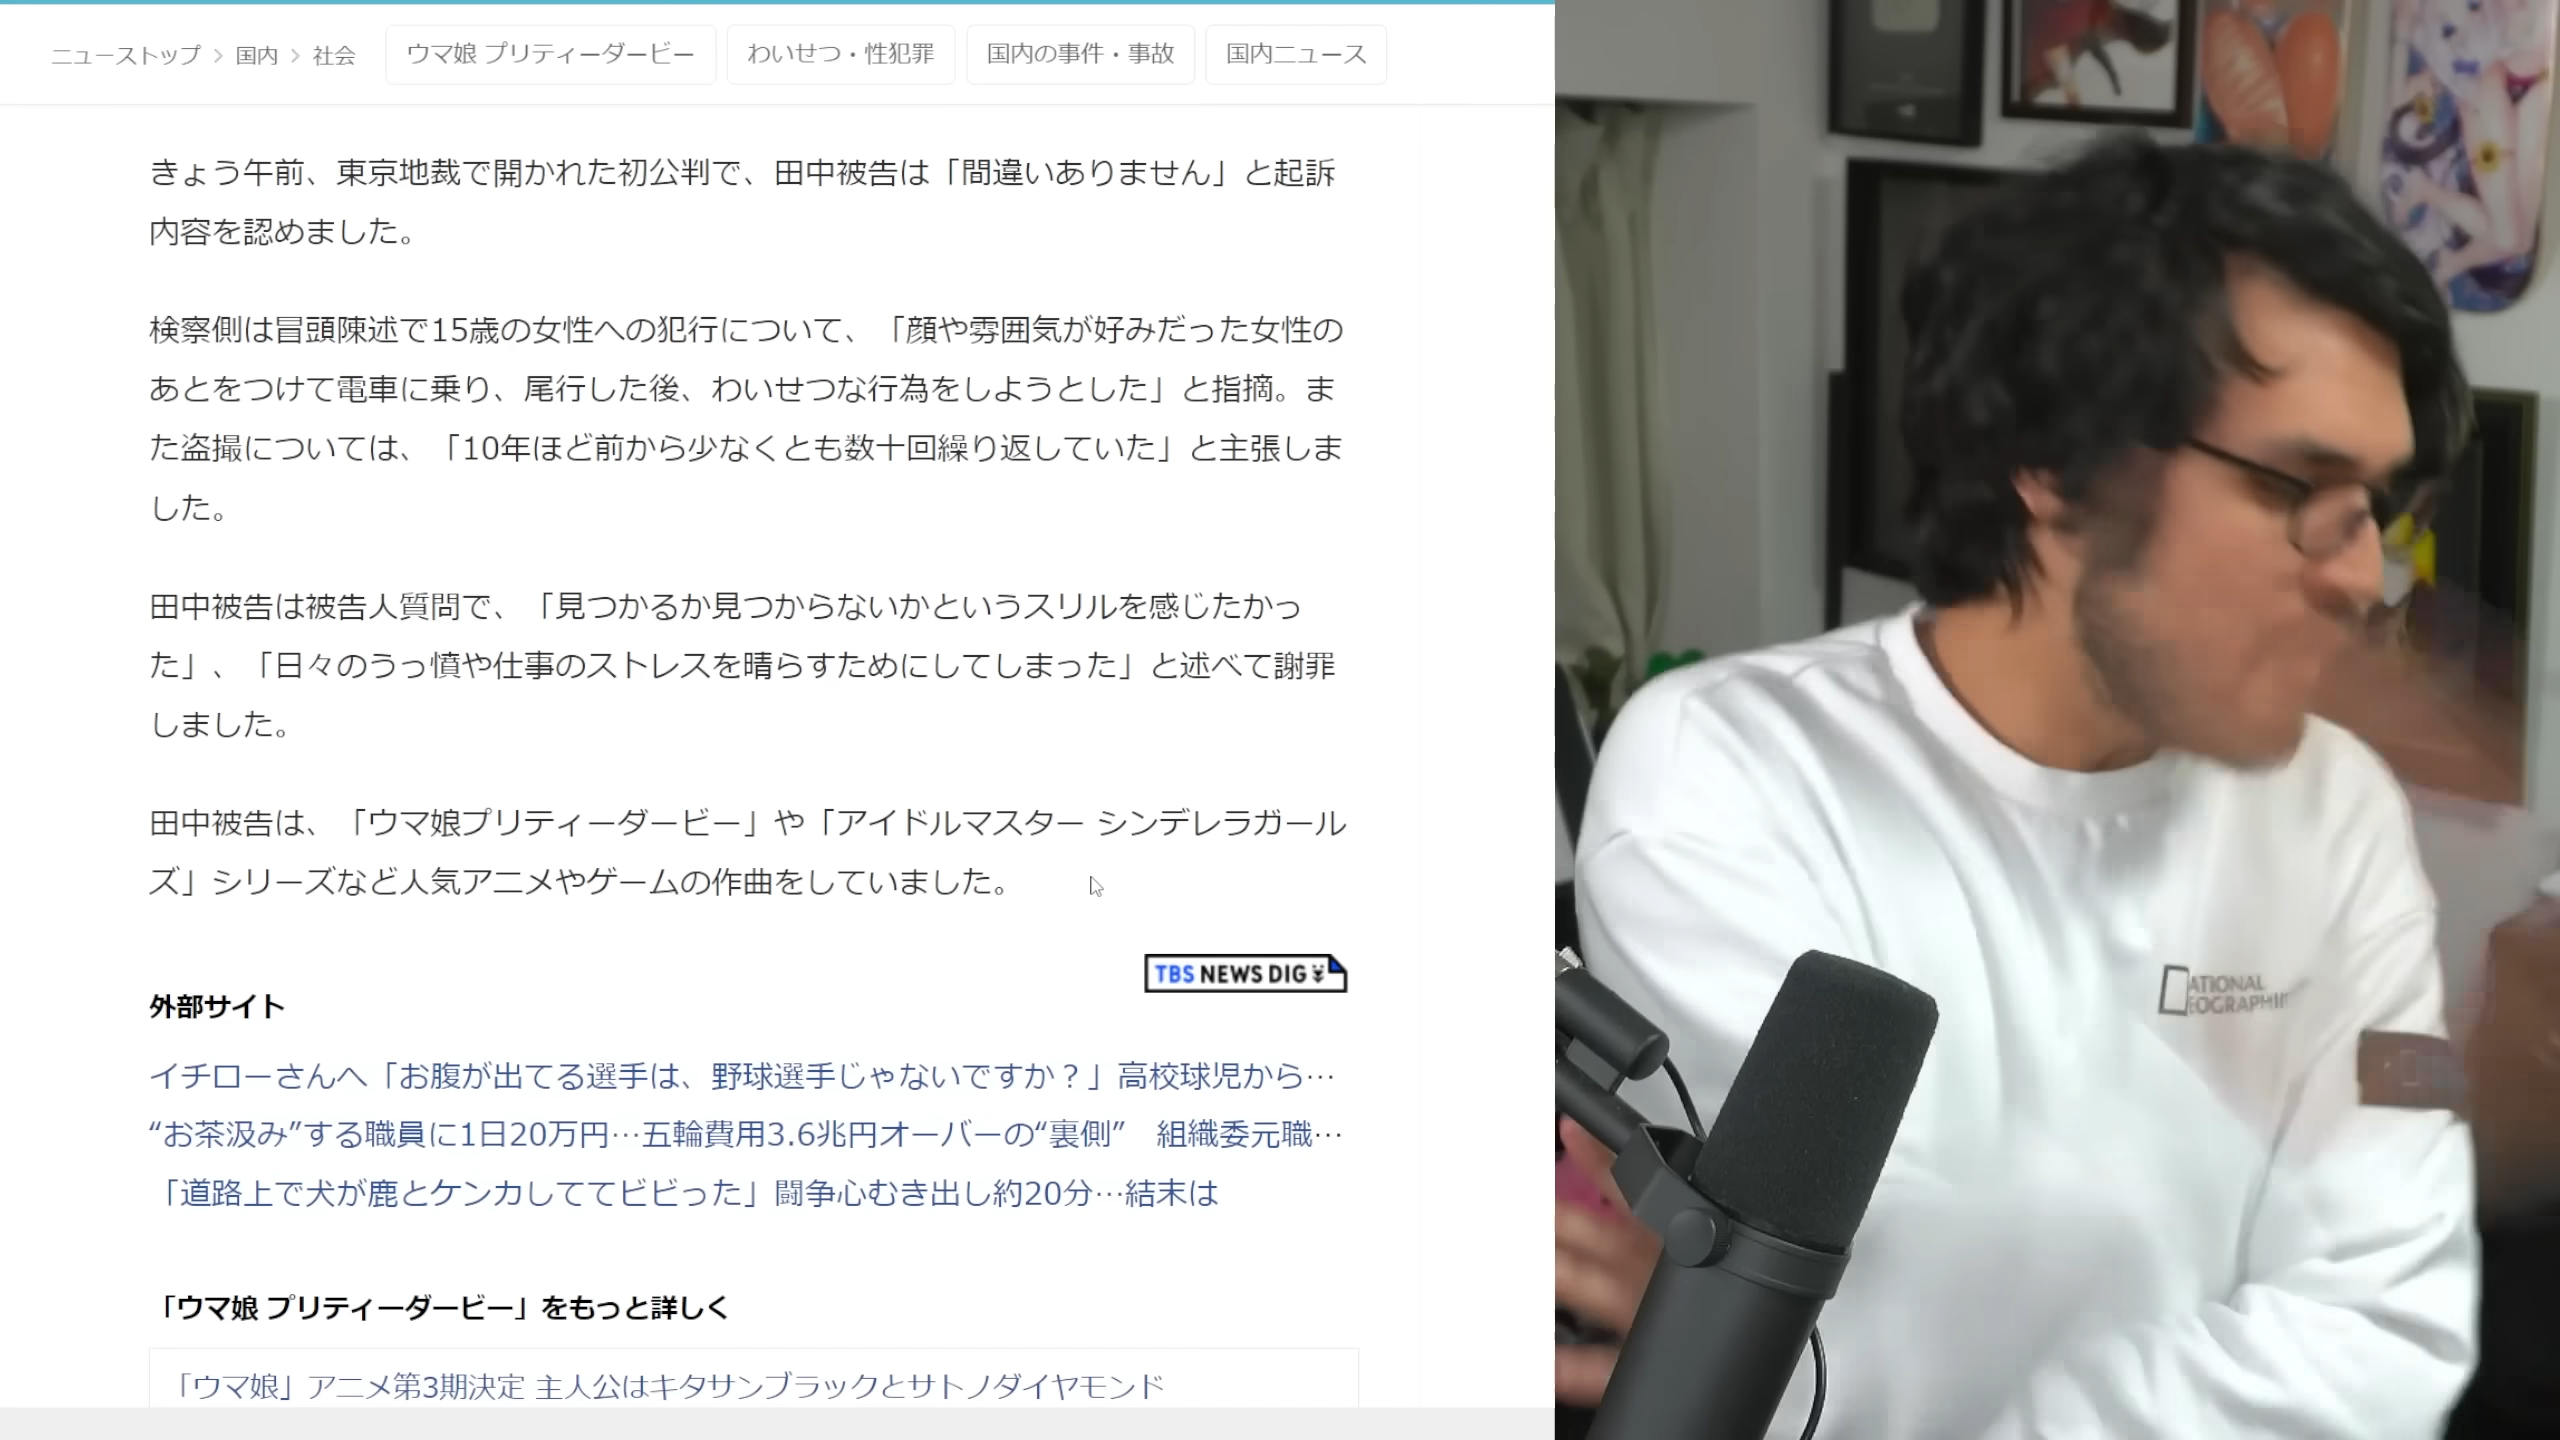 ニューストップ > 国内 > 社会 ウマ娘 プリティーダービー わいせつ・性犯罪 国内の事件・事故 国内ニュース
きょう午前、東京地裁で開かれた初公判で、田中被告は「間違いありません」と起訴
内容を認めました。
検察側は冒頭陳述で15歳の女性への犯行について、「顔や雰囲気が好みだった女性の
あとをつけて電車に乗り、尾行した後、わいせつな行為をしようとした」と指摘。ま
た盗撮については、「10年ほど前から少なくとも数十回繰り返していた」と主張しま
した。
田中被告は被告人質問で、「見つかるか見つからないかというスリルを感じたかっ
た」、「日々のうっ憤や仕事のストレスを晴らすためにしてしまった」と述べて謝罪
しました。
田中被告は、「ウマ娘プリティーダービー」や「アイドルマスター シンデレラガール
ズ」シリーズなど人気アニメやゲームの作曲をしていました。
TBS NEWS DIG
外部サイト
イチローさんへ「お腹が出てる選手は、野球選手じゃないですか？」高校球児から…
“お茶汲み”する職員に1日20万円…五輪費用3.6兆円オーバーの“裏側”　組織委元職…
「道路上で犬が鹿とケンカしててビビった」闘争心むき出し約20分…結末は
「ウマ娘 プリティーダービー」をもっと詳しく
「ウマ娘」アニメ第3期決定 主人公はキタサンブラックとサトノダイヤモンド
ATIONAL
EOGRAPHI